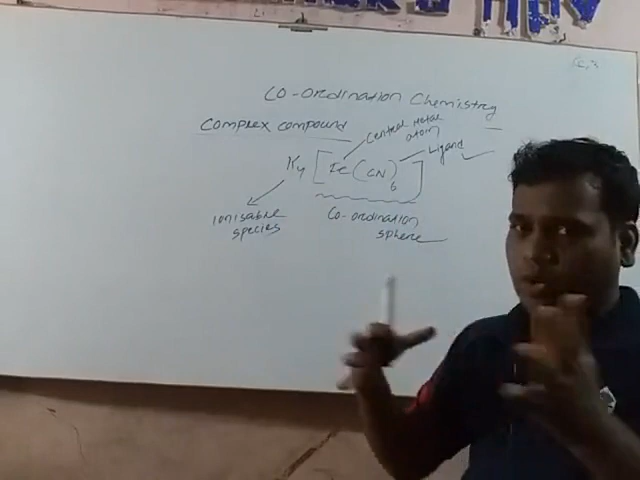 CO-Ordination Chemistry
Complex compound
Central Metal
atom
Ligand
K4 [Fe(CN)6]
ionisable
species
Co-ordination
sphere